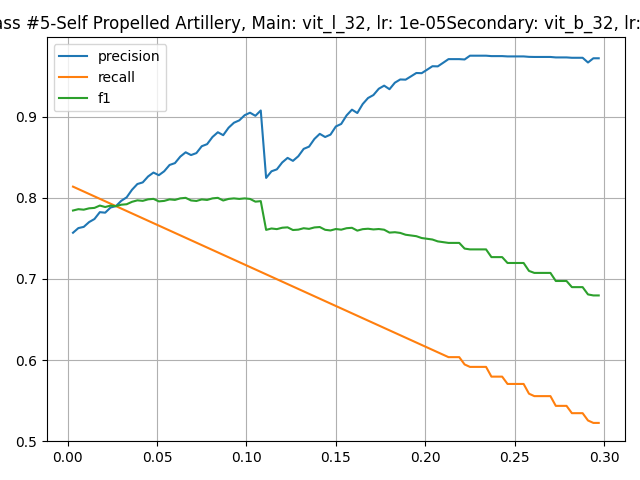 ass #5-Self Propelled Artillery, Main: vit_l_32, lr: 1e-05Secondary: vit_b_32, lr:
precision
recall
f1
0.9
0.8
0.7
0.6
0.5
0.00 0.05 0.10 0.15 0.20 0.25 0.30